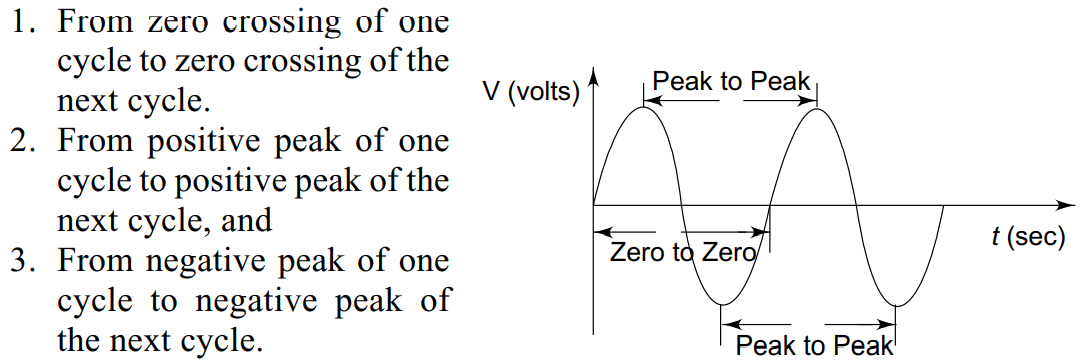 1. From zero crossing of one
cycle to zero crossing of the
next cycle.
2. From positive peak of one
cycle to positive peak of the
next cycle, and
3. From negative peak of one
cycle to negative peak of
the next cycle.
V (volts)
Peak to Peak
Zero to Zero
t (sec)
Peak to Peak